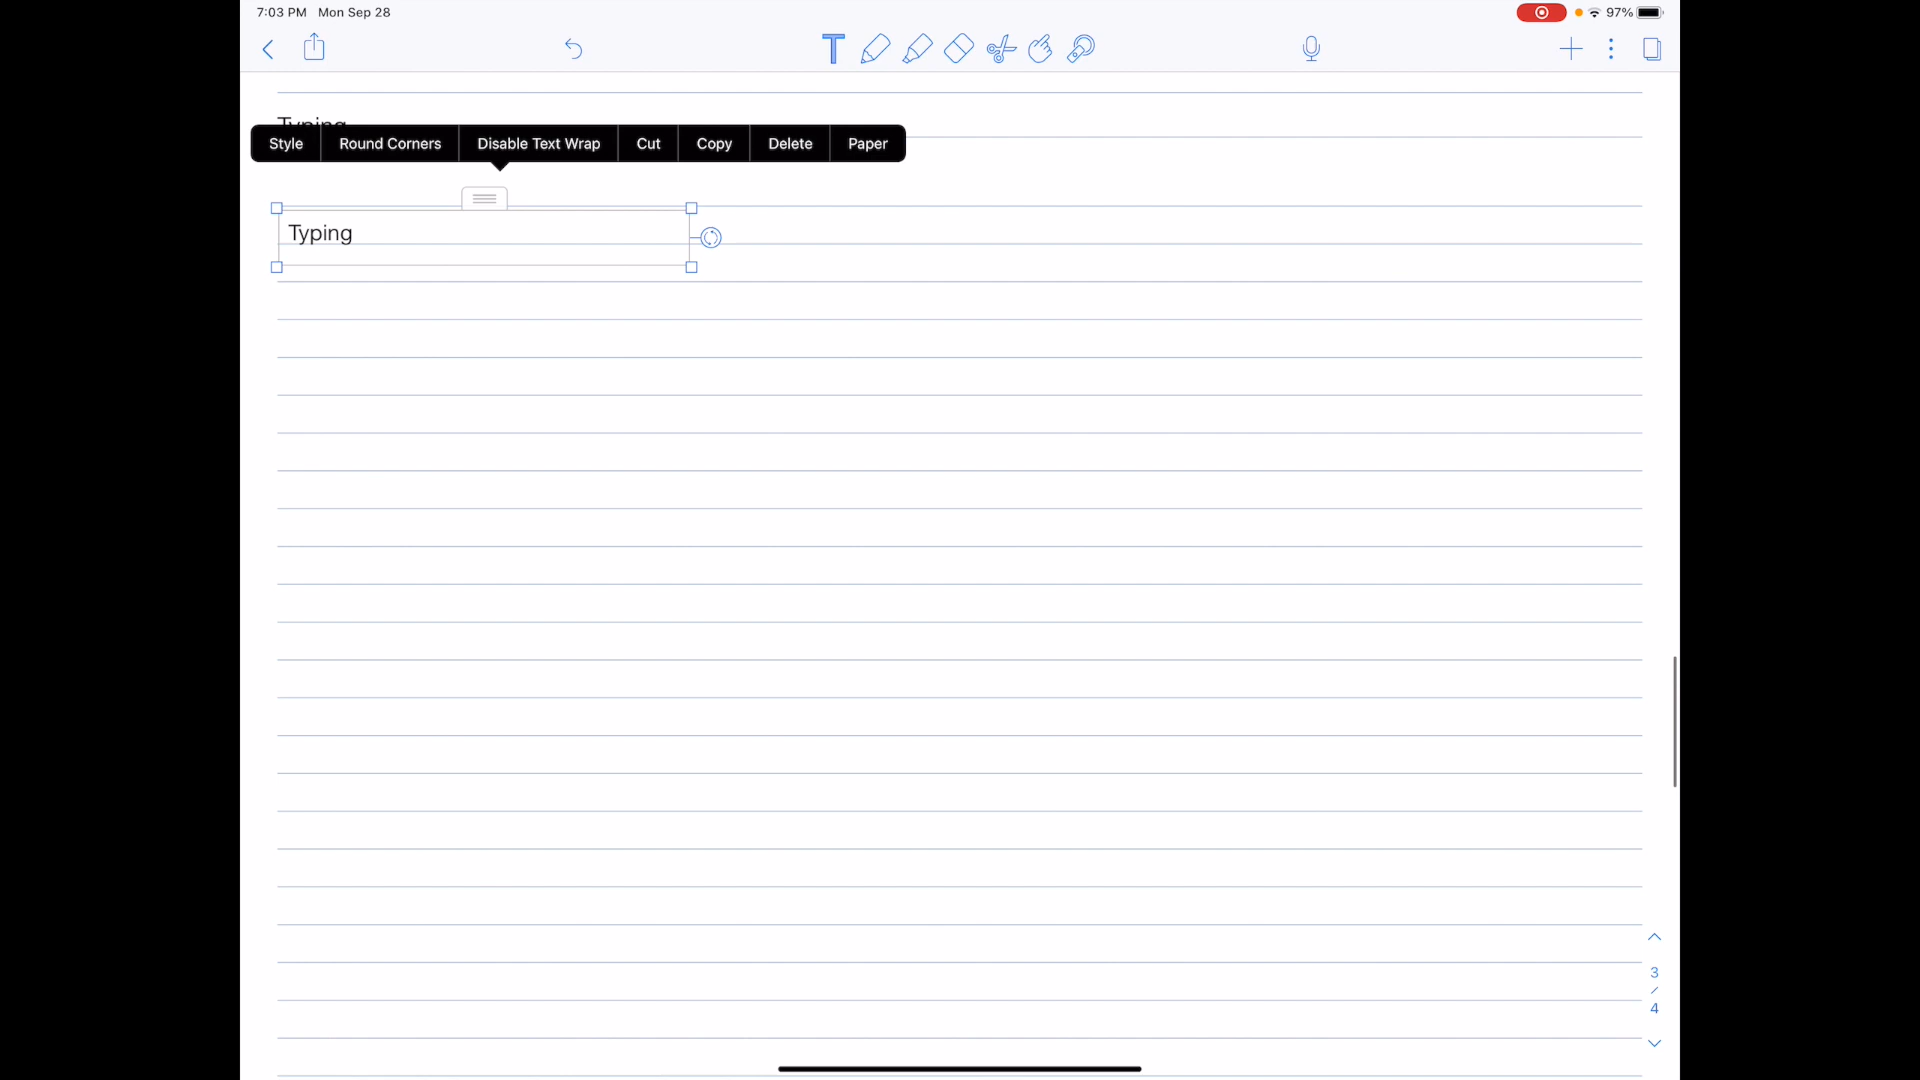 7:03 PM Mon Sep 28
97%
T
Typing
Style Round Corners Disable Text Wrap Cut Copy Delete Paper
Typing
3
/
4